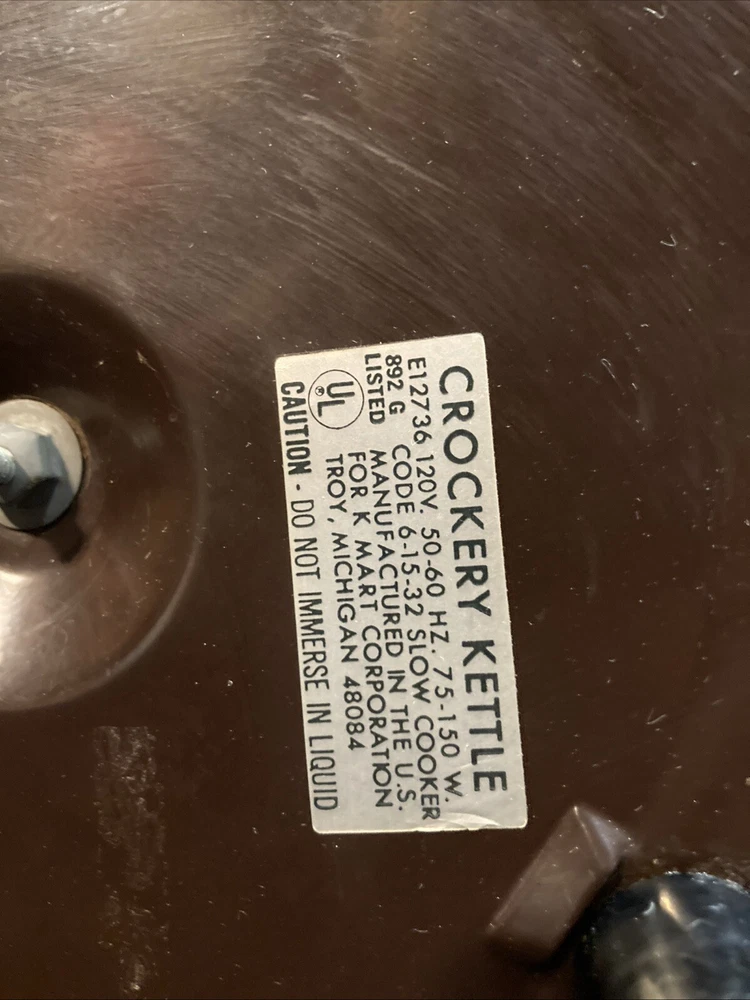 CROCKERY KETTLE
E12736 120V. 50-60 HZ. 75-150 W.
892 G CODE 6-15-32 SLOW COOKER
LISTED MANUFACTURED IN THE U.S.
UL FOR K MART CORPORATION
TROY, MICHIGAN 48084
CAUTION - DO NOT IMMERSE IN LIQUID